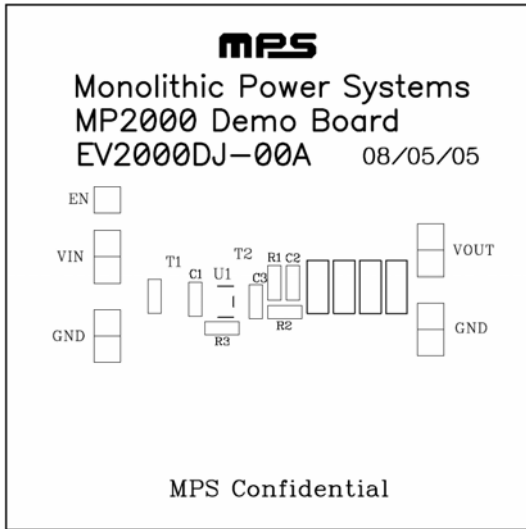 mps
Monolithic Power Systems
MP2000 Demo Board
EV2000DJ-00A 08/05/05
EN
VIN T1 C1 U1 T2 R1 C2 VOUT
C3
GND R3 R2 GND
MPS Confidential